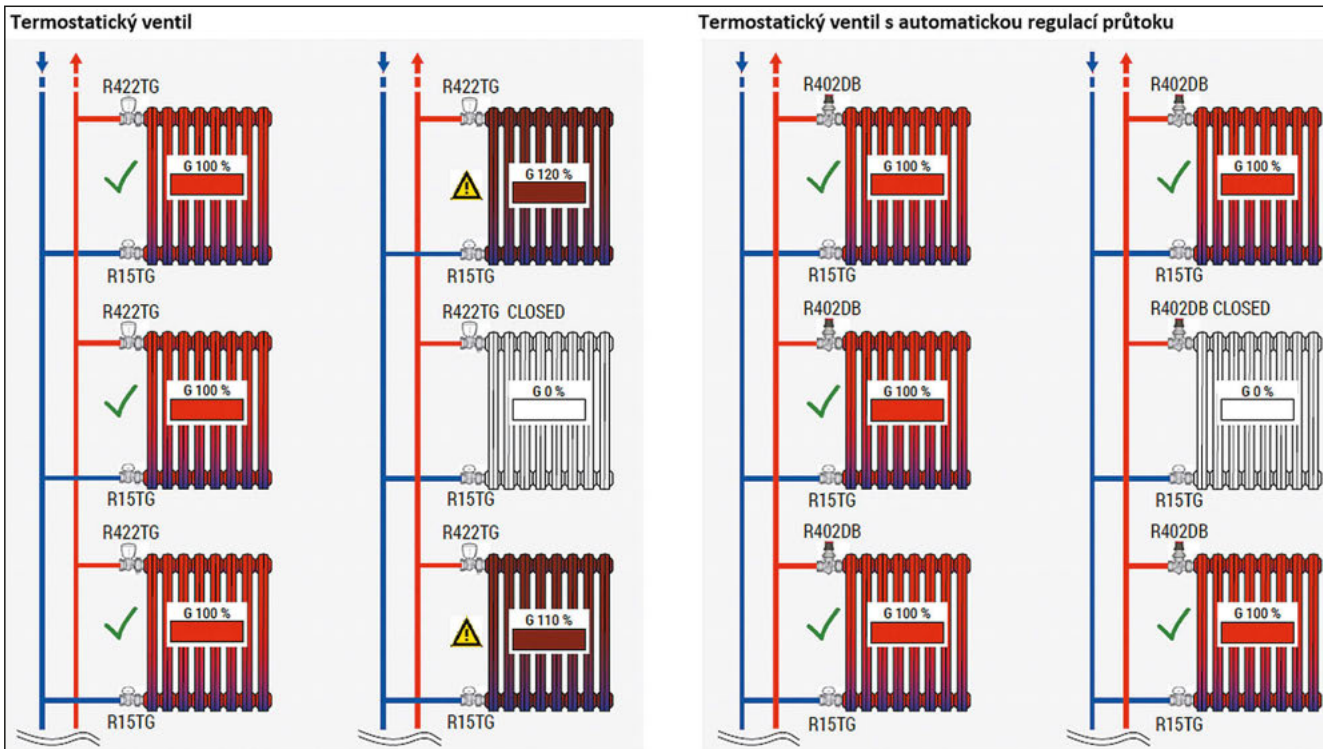 Termostatický ventil
R422TG
G 100 %
R15TG
R422TG
G 100 %
R15TG
R422TG
G 100 %
R15TG
R422TG
G 120 %
R15TG
R422TG CLOSED
G 0 %
R15TG
R422TG
G 110 %
R15TG
Termostatický ventil s automatickou regulací průtoku
R402DB
G 100 %
R15TG
R402DB
G 100 %
R15TG
R402DB
G 100 %
R15TG
R402DB
G 100 %
R15TG
R402DB CLOSED
G 0 %
R15TG
R402DB
G 100 %
R15TG